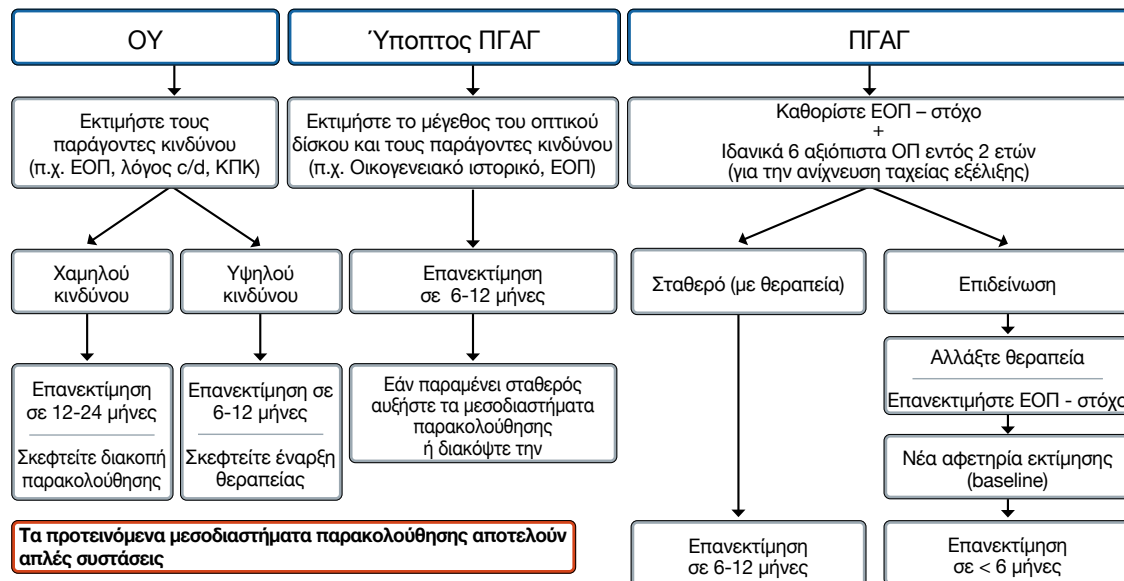 ΟΥ
Εκτιμήστε τους
παράγοντες κινδύνου
(π.χ. ΕΟΠ, λόγος c/d, ΚΠΚ)
Χαμηλού
κινδύνου
Υψηλού
κινδύνου
Επανεκτίμηση
σε 12-24 μήνες
Σκεφτείτε διακοπή
παρακολούθησης
Επανεκτίμηση σε
6-12 μήνες
Σκεφτείτε έναρξη
θεραπείας
Ύποπτος ΠΓΑΓ
Εκτιμήστε το μέγεθος του οπτικού
δίσκου και τους παράγοντες κινδύνου
(π.χ. Οικογενειακό ιστορικό, ΕΟΠ)
Επανεκτίμηση
σε 6-12 μήνες
Εάν παραμένει σταθερός
αυξήστε τα μεσοδιαστήματα
παρακολούθησης
ή διακόψτε την
ΠΓΑΓ
Καθορίστε ΕΟΠ – στόχο
+
Ιδανικά 6 αξιόπιστα ΟΠ εντός 2 ετών
(για την ανίχνευση ταχείας εξέλιξης)
Σταθερό (με θεραπεία)
Επανεκτίμηση
σε 6-12 μήνες
Επιδείνωση
Αλλάξτε θεραπεία
Επανεκτιμήστε ΕΟΠ - στόχο
Νέα αφετηρία εκτίμησης
(baseline)
Επανεκτίμηση
σε < 6 μήνες
Τα προτεινόμενα μεσοδιαστήματα παρακολούθησης αποτελούν
απλές συστάσεις